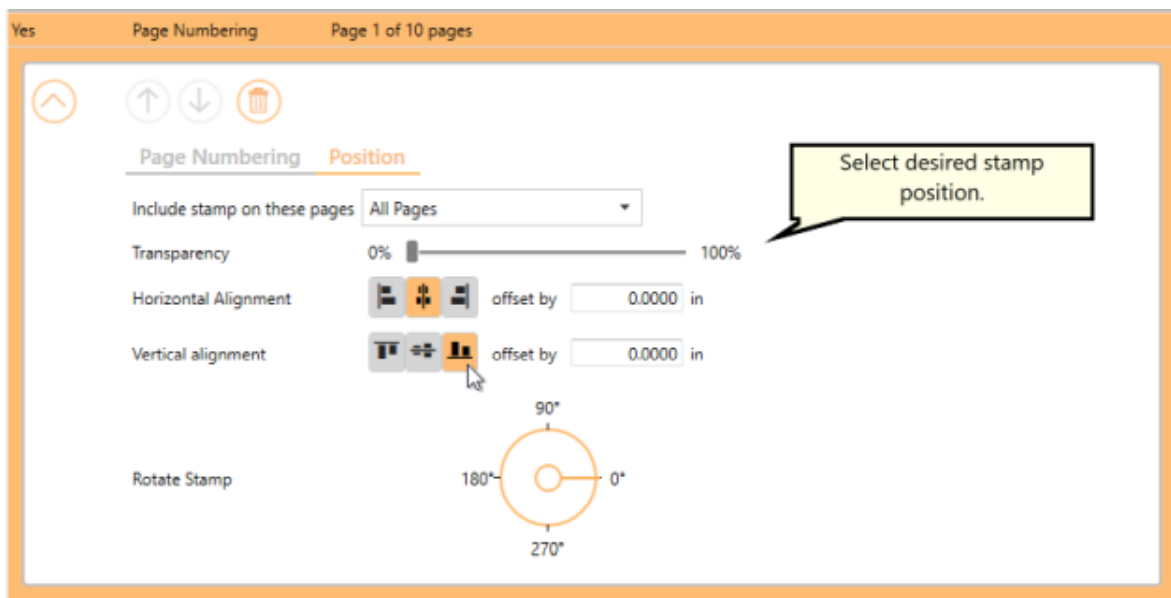 Yes Page Numbering Page 1 of 10 pages
Page Numbering Position
Select desired stamp
position.
Include stamp on these pages All Pages
Transparency 0% 100%
Horizontal Alignment offset by 0.0000 in
Vertical alignment offset by 0.0000 in
90°
Rotate Stamp 180° 0°
270°